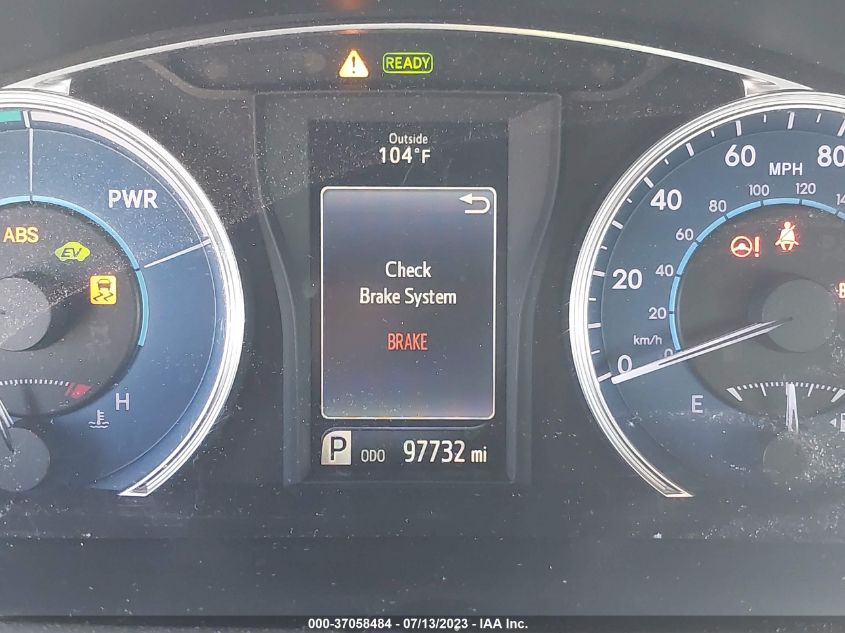 READY
Outside
104°F
PWR
ABS
EV
H
Check
Brake System
BRAKE
P ODO 97732 mi
MPH
0 20 40 60 80
km/h
0 20 40 60 80 100 120
!
E
000-37058484 - 07/13/2023 - IAA Inc.